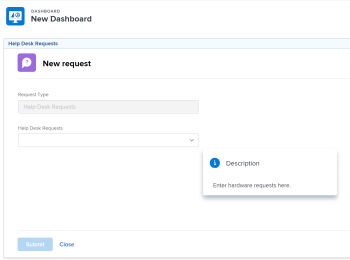 DASHBOARD
New Dashboard
Help Desk Requests
New request
Request Type
Help Desk Requests
Help Desk Requests
Description
Enter hardware requests here.
Submit
Close